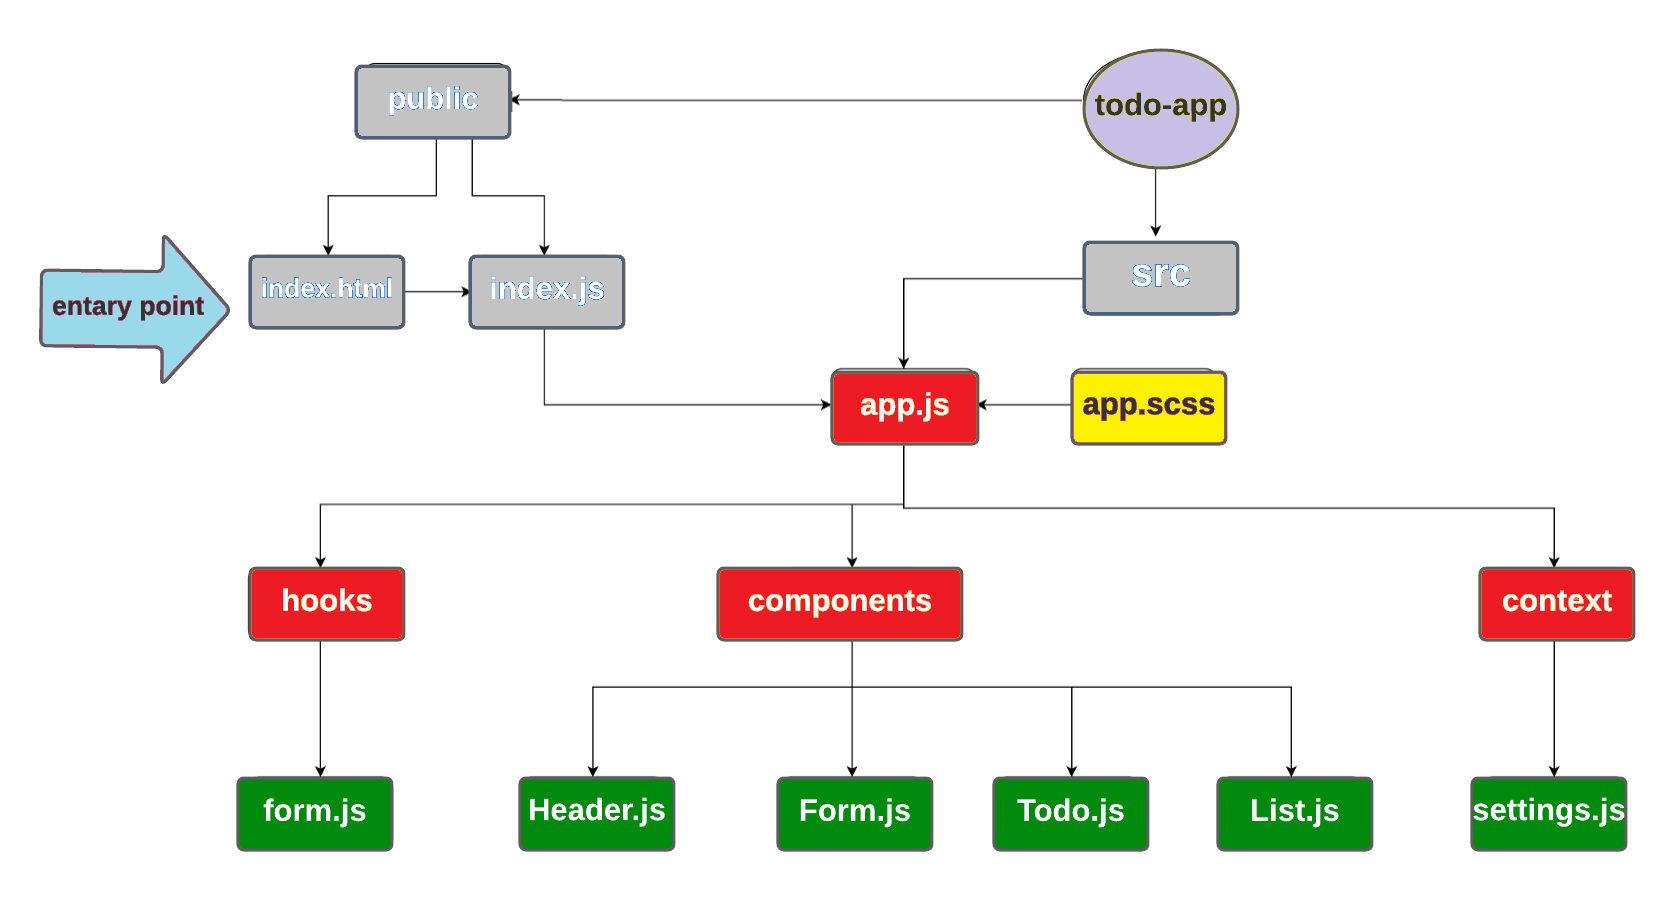 public
todo-app
entary point
index.html
index.js
src
app.js
app.scss
hooks
components
context
form.js
Header.js
Form.js
Todo.js
List.js
settings.js